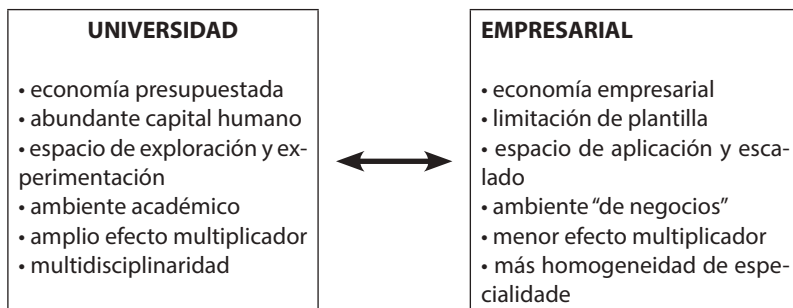 UNIVERSIDAD
• economía presupuestada
• abundante capital humano
• espacio de exploración y ex-
perimentación
• ambiente académico
• amplio efecto multiplicador
• multidisciplinaridad
EMPRESARIAL
• economía empresarial
• limitación de plantilla
• espacio de aplicación y esca-
lado
• ambiente “de negocios”
• menor efecto multiplicador
• más homogeneidad de espe-
cialidade